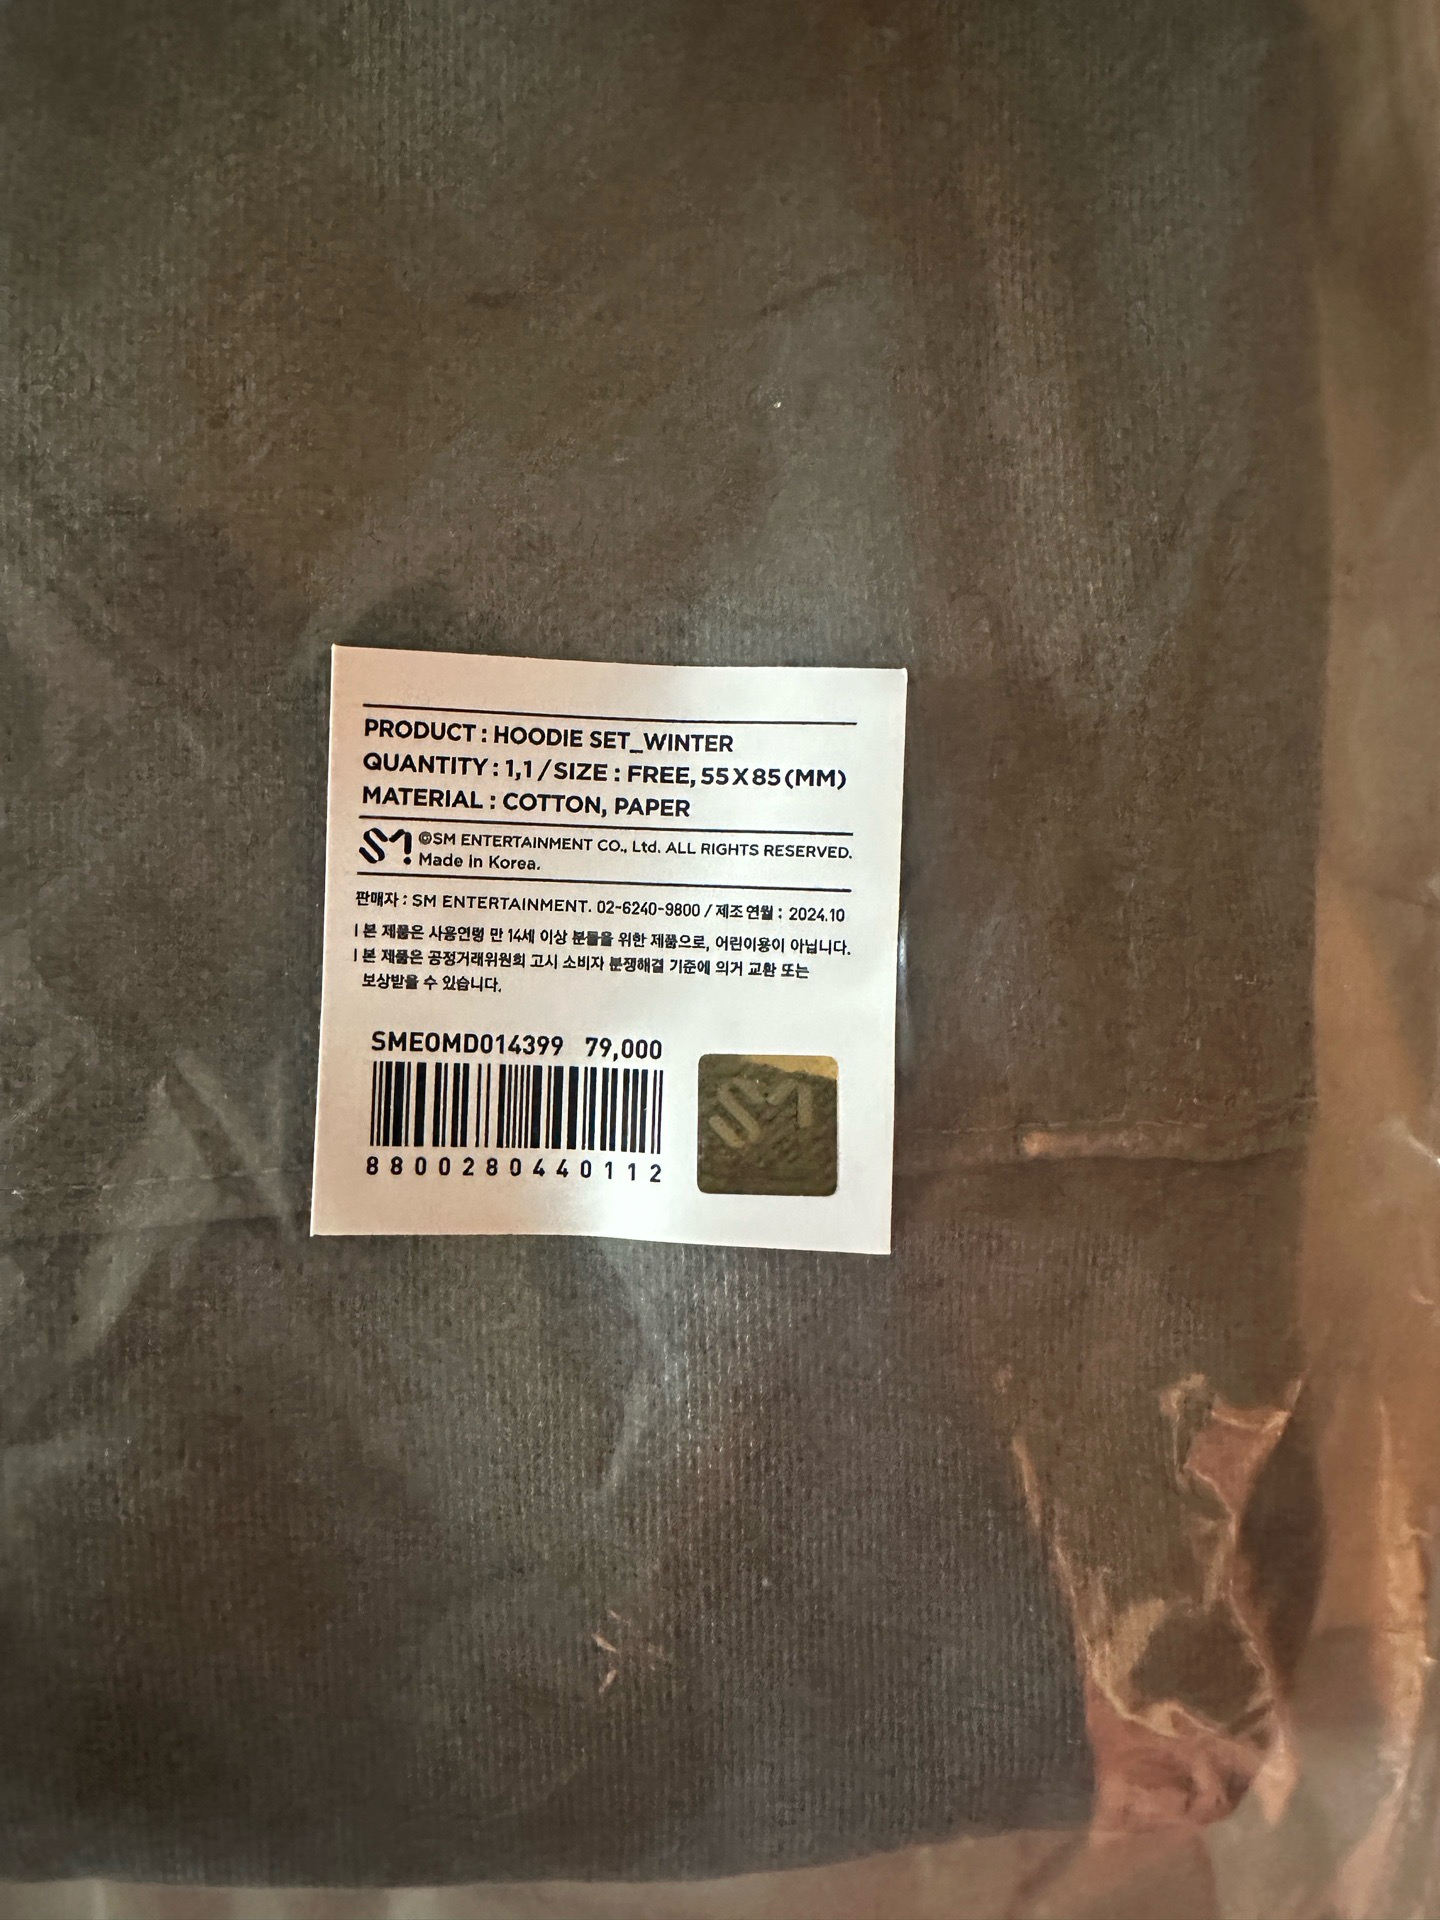 PRODUCT : HOODIE SET_WINTER
QUANTITY : 1,1 / SIZE : FREE, 55 X 85 (MM)
MATERIAL : COTTON, PAPER
SM ©SM ENTERTAINMENT CO., Ltd. ALL RIGHTS RESERVED.
Made in Korea.
판매자 : SM ENTERTAINMENT. 02-6240-9800 / 제조연월 : 2024.10
| 본 제품은 사용연령 만 14세 이상 분들을 위한 제품으로, 어린이용이 아닙니다.
| 본 제품은 공정거래위원회 고시 소비자 분쟁해결 기준에 의거 교환 또는
보상받을 수 있습니다.
SMEOMD014399 79,000
8800280440112
SM